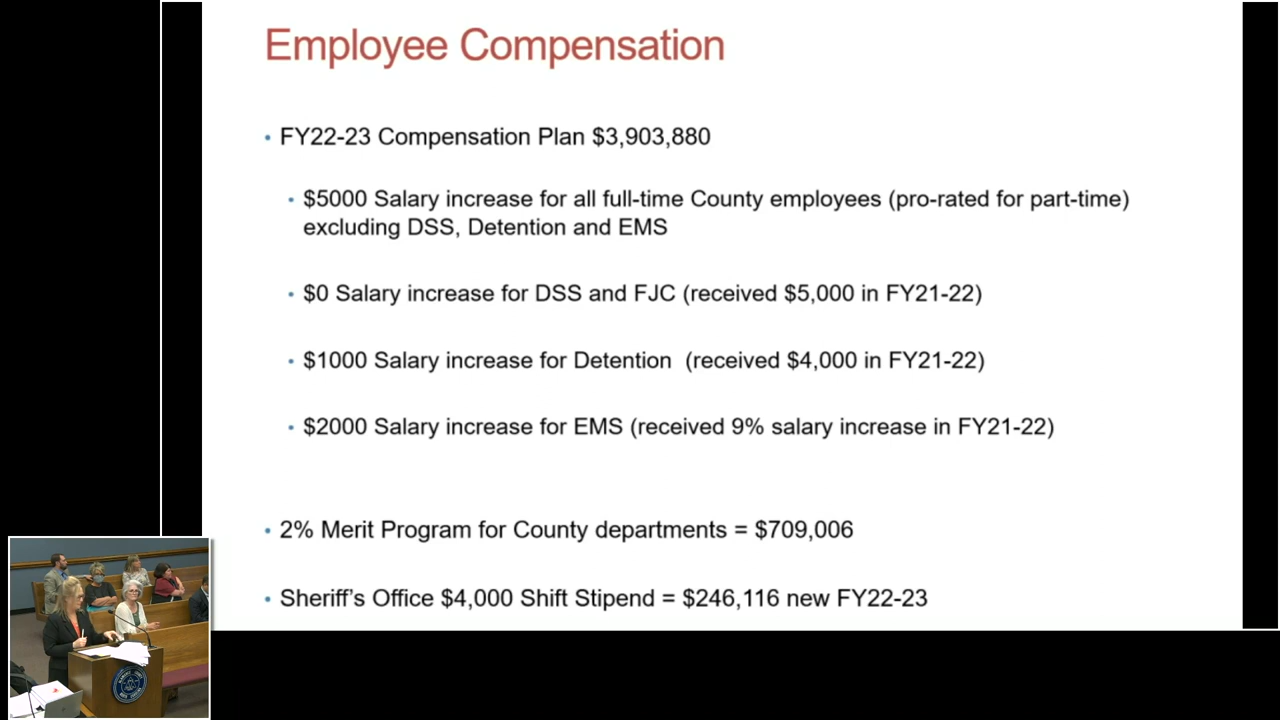 Employee Compensation
• FY22-23 Compensation Plan $3,903,880
• $5000 Salary increase for all full-time County employees (pro-rated for part-time)
excluding DSS, Detention and EMS
• $0 Salary increase for DSS and FJC (received $5,000 in FY21-22)
• $1000 Salary increase for Detention (received $4,000 in FY21-22)
• $2000 Salary increase for EMS (received 9% salary increase in FY21-22)
• 2% Merit Program for County departments = $709,006
• Sheriff's Office $4,000 Shift Stipend = $246,116 new FY22-23